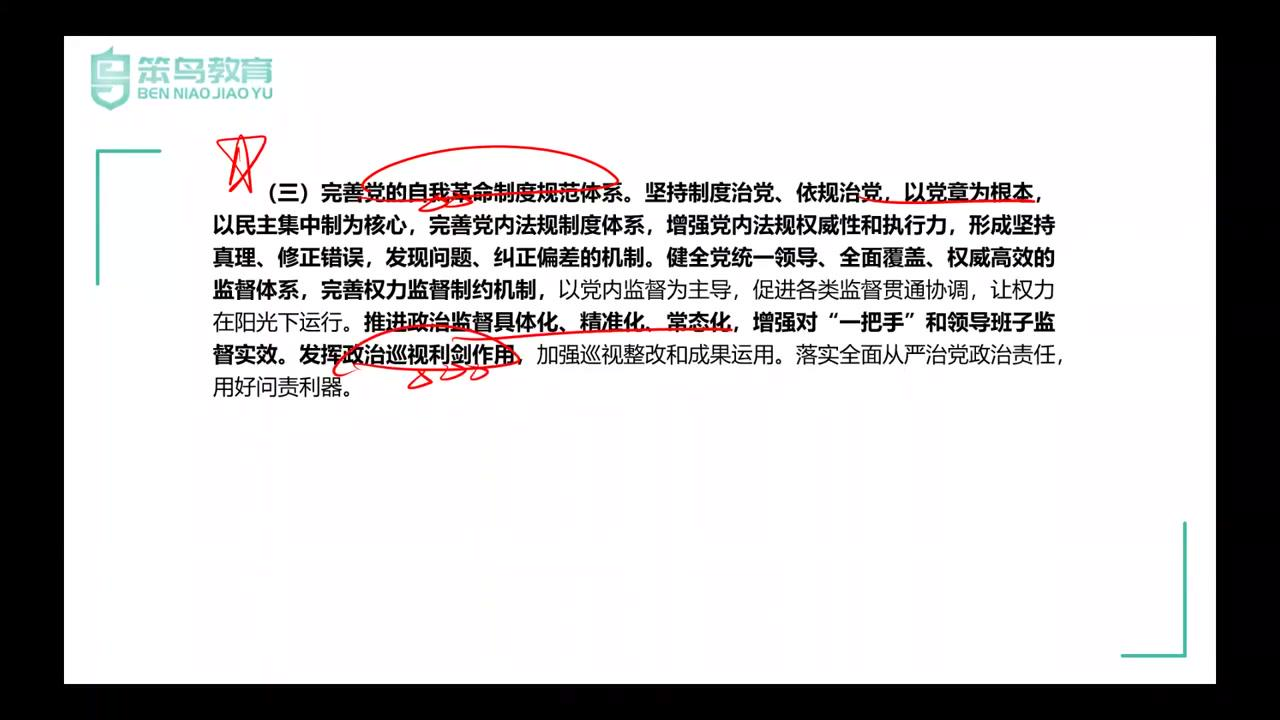 笨鸟教育
BEN NIAO JIAO YU
（三）完善党的自我革命制度规范体系。坚持制度治党、依规治党，以党章为根本，
以民主集中制为核心，完善党内法规制度体系，增强党内法规权威性和执行力，形成坚持
真理、修正错误，发现问题、纠正偏差的机制。健全党统一领导、全面覆盖、权威高效的
监督体系，完善权力监督制约机制，以党内监督为主导，促进各类监督贯通协调，让权力
在阳光下运行。推进政治监督具体化、精准化、常态化，增强对“一把手”和领导班子监
督实效。发挥政治巡视利剑作用，加强巡视整改和成果运用。落实全面从严治党政治责任，
用好问责利器。